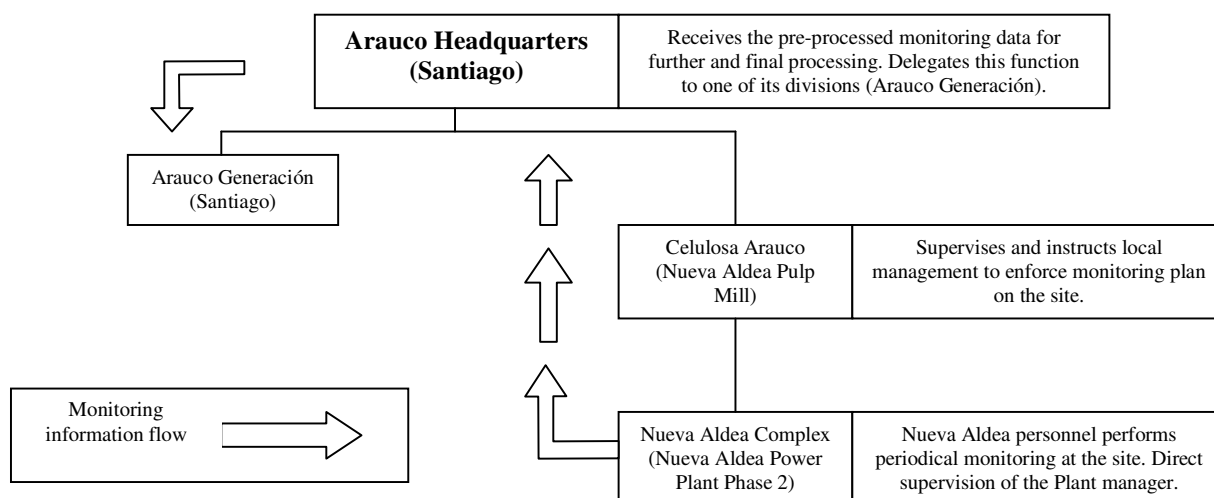 Arauco Headquarters
(Santiago)
Receives the pre-processed monitoring data for
further and final processing. Delegates this function
to one of its divisions (Arauco Generación).
Arauco Generación
(Santiago)
Celulosa Arauco
(Nueva Aldea Pulp
Mill)
Supervises and instructs local
management to enforce monitoring plan
on the site.
Monitoring
information flow
Nueva Aldea Complex
(Nueva Aldea Power
Plant Phase 2)
Nueva Aldea personnel performs
periodical monitoring at the site. Direct
supervision of the Plant manager.